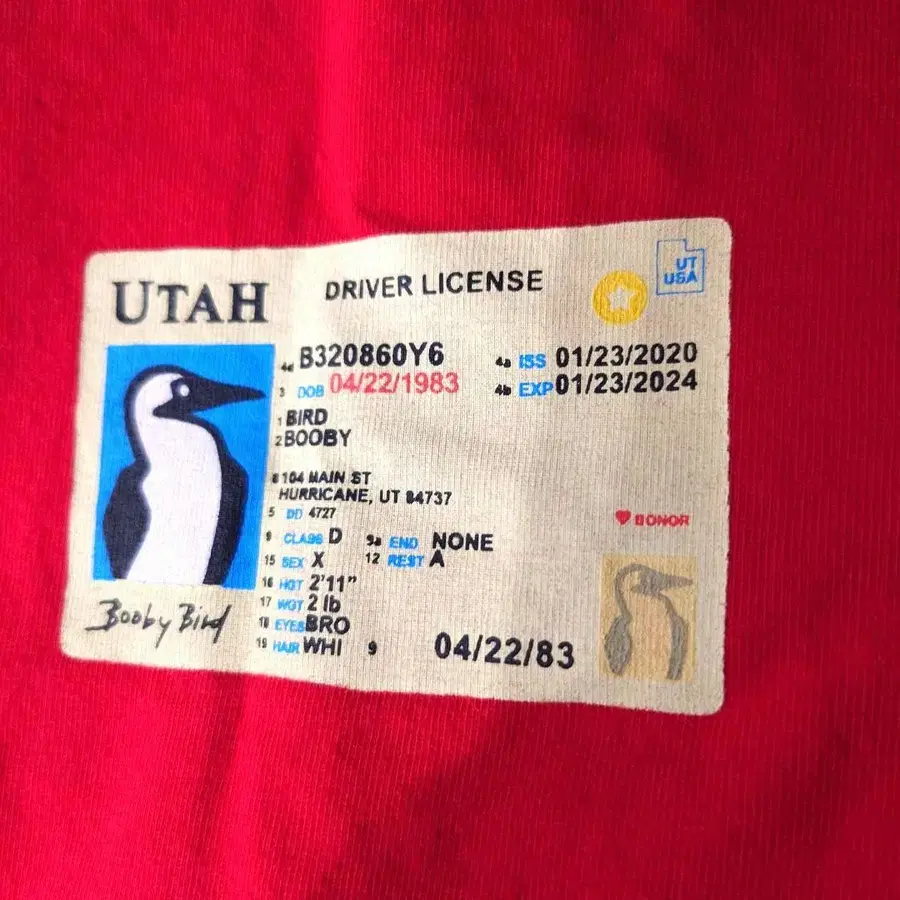 UTAH DRIVER LICENSE
UT
USA
4d B320860Y6 4a ISS 01/23/2020
3 DOB 04/22/1983 4b EXP 01/23/2024
1 BIRD
2 BOOBY
8 104 MAIN ST
HURRICANE, UT 84737
5 DD 4727
♥ DONOR
9 CLASS D 9a END NONE
15 SEX X 12 REST A
16 HGT 2'11"
17 WGT 2 lb
18 EYES BRO
19 HAIR WHI 9 04/22/83
Booby Bird